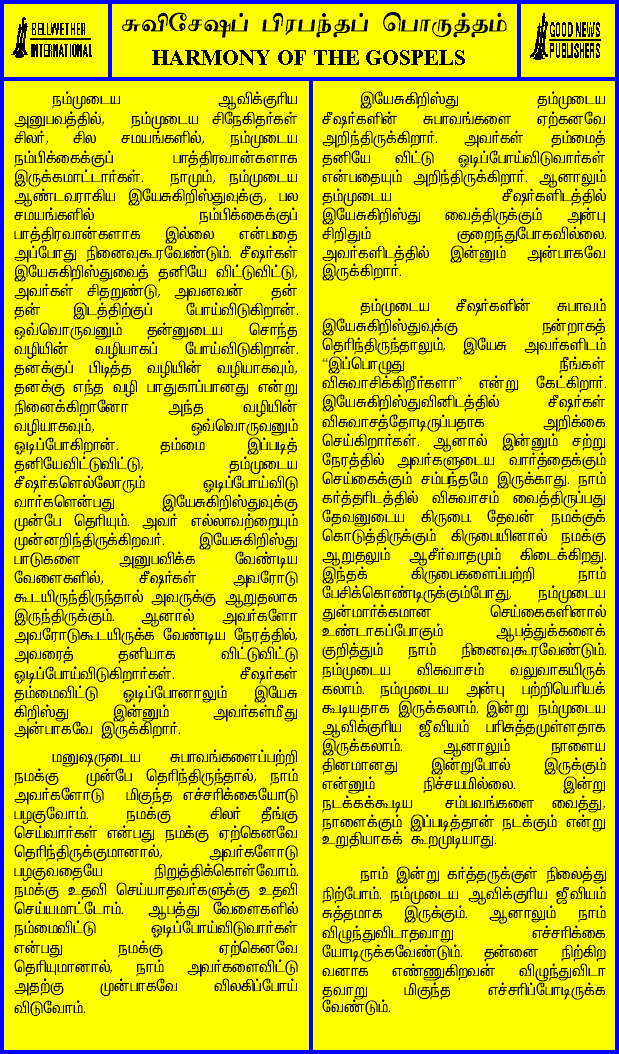 BELLWETHER
INTERNATIONAL
சுவிசேஷப் பிரபந்தப் பொருத்தம்
HARMONY OF THE GOSPELS
GOOD NEWS
PUBLISHERS
நம்முடைய ஆவிக்குரிய
அனுபவத்தில், நம்முடைய சிநேகிதர்கள்
சிலர், சில சமயங்களில், நம்முடைய
நம்பிக்கைக்குப் பாத்திரவான்களாக
இருக்கமாட்டார்கள். நாமும், நம்முடைய
ஆண்டவராகிய இயேசுகிறிஸ்துவுக்கு, பல
சமயங்களில் நம்பிக்கைக்குப்
பாத்திரவான்களாக இல்லை என்பதை
அப்போது நினைவுகூரவேண்டும். சீஷர்கள்
இயேசுகிறிஸ்துவைத் தனியே விட்டுவிட்டு,
அவர்கள் சிதறுண்டு, அவனவன் தன்
தன் இடத்திற்குப் போய்விடுகிறான்.
ஒவ்வொருவனும் தன்னுடைய சொந்த
வழியின் வழியாகப் போய்விடுகிறான்.
தனக்குப் பிடித்த வழியின் வழியாகவும்,
தனக்கு எந்த வழி பாதுகாப்பானது என்று
நினைக்கிறானோ அந்த வழியின்
வழியாகவும், ஒவ்வொருவனும்
ஓடிப்போகிறான். தம்மை இப்படித்
தனியேவிட்டுவிட்டு, தம்முடைய
சீஷர்களெல்லோரும் ஓடிப்போய்விடு
வார்களென்பது இயேசுகிறிஸ்துவுக்கு
முன்பே தெரியும். அவர் எல்லாவற்றையும்
முன்னறிந்திருக்கிறவர். இயேசுகிறிஸ்து
பாடுகளை அனுபவிக்க வேண்டிய
வேளைகளில், சீஷர்கள் அவரோடு
கூடயிருந்திருந்தால் அவருக்கு ஆறுதலாக
இருந்திருக்கும். ஆனால் அவர்களோ
அவரோடுகூடயிருக்க வேண்டிய நேரத்தில்,
அவரைத் தனியாக விட்டுவிட்டு
ஓடிப்போய்விடுகிறார்கள். சீஷர்கள்
தம்மைவிட்டு ஓடிப்போனாலும் இயேசு
கிறிஸ்து இன்னும் அவர்கள்மீது
அன்பாகவே இருக்கிறார்.
மனுஷருடைய சுபாவங்களைப்பற்றி
நமக்கு முன்பே தெரிந்திருந்தால், நாம்
அவர்களோடு மிகுந்த எச்சரிக்கையோடு
பழகுவோம். நமக்கு சிலர் தீங்கு
செய்வார்கள் என்பது நமக்கு ஏற்கெனவே
தெரிந்திருக்குமானால், அவர்களோடு
பழகுவதையே நிறுத்திக்கொள்வோம்.
நமக்கு உதவி செய்யாதவர்களுக்கு உதவி
செய்யமாட்டோம். ஆபத்து வேளைகளில்
நம்மைவிட்டு ஓடிப்போய்விடுவார்கள்
என்பது நமக்கு ஏற்கெனவே
தெரியுமானால், நாம் அவர்களைவிட்டு
அதற்கு முன்பாகவே விலகிப்போய்
விடுவோம்.
இயேசுகிறிஸ்து தம்முடைய
சீஷர்களின் சுபாவங்களை ஏற்கனவே
அறிந்திருக்கிறார். அவர்கள் தம்மைத்
தனியே விட்டு ஓடிப்போய்விடுவார்கள்
என்பதையும் அறிந்திருக்கிறார். ஆனாலும்
தம்முடைய சீஷர்களிடத்தில்
இயேசுகிறிஸ்து வைத்திருக்கும் அன்பு
சிறிதும் குறைந்துபோகவில்லை.
அவர்களிடத்தில் இன்னும் அன்பாகவே
இருக்கிறார்.
தம்முடைய சீஷர்களின் சுபாவம்
இயேசுகிறிஸ்துவுக்கு நன்றாகத்
தெரிந்திருந்தாலும், இயேசு அவர்களிடம்
“இப்பொழுது நீங்கள்
விசுவாசிக்கிறீர்களா” என்று கேட்கிறார்.
இயேசுகிறிஸ்துவினிடத்தில் சீஷர்கள்
விசுவாசத்தோடிருப்பதாக அறிக்கை
செய்கிறார்கள். ஆனால் இன்னும் சற்று
நேரத்தில் அவர்களுடைய வார்த்தைக்கும்
செய்கைக்கும் சம்பந்தமே இருக்காது. நாம்
கர்த்தரிடத்தில் விசுவாசம் வைத்திருப்பது
தேவனுடைய கிருபை. தேவன் நமக்குக்
கொடுத்திருக்கும் கிருபையினால் நமக்கு
ஆறுதலும் ஆசீர்வாதமும் கிடைக்கிறது.
இந்தக் கிருபைகளைப்பற்றி நாம்
பேசிக்கொண்டிருக்கும்போது, நம்முடைய
துன்மார்க்கமான செய்கைகளினால்
உண்டாகப்போகும் ஆபத்துக்களைக்
குறித்தும் நாம் நினைவுகூரவேண்டும்.
நம்முடைய விசுவாசம் வலுவாகயிருக்
கலாம். நம்முடைய அன்பு பற்றியெரியக்
கூடியதாக இருக்கலாம். இன்று நம்முடைய
ஆவிக்குரிய ஜீவியம் பரிசுத்தமுள்ளதாக
இருக்கலாம். ஆனாலும் நாளைய
தினமானது இன்றுபோல் இருக்கும்
என்னும் நிச்சயமில்லை. இன்று
நடக்கக்கூடிய சம்பவங்களை வைத்து,
நாளைக்கும் இப்படித்தான் நடக்கும் என்று
உறுதியாகக் கூறமுடியாது.
நாம் இன்று கர்த்தருக்குள் நிலைத்து
நிற்போம். நம்முடைய ஆவிக்குரிய ஜீவியம்
சுத்தமாக இருக்கும். ஆனாலும் நாம்
விழுந்துவிடாதவாறு எச்சரிக்கை
யோடிருக்கவேண்டும். தன்னை நிற்கிற
வனாக எண்ணுகிறவன் விழுந்துவிடா
தவாறு மிகுந்த எச்சரிப்போடிருக்க
வேண்டும்.